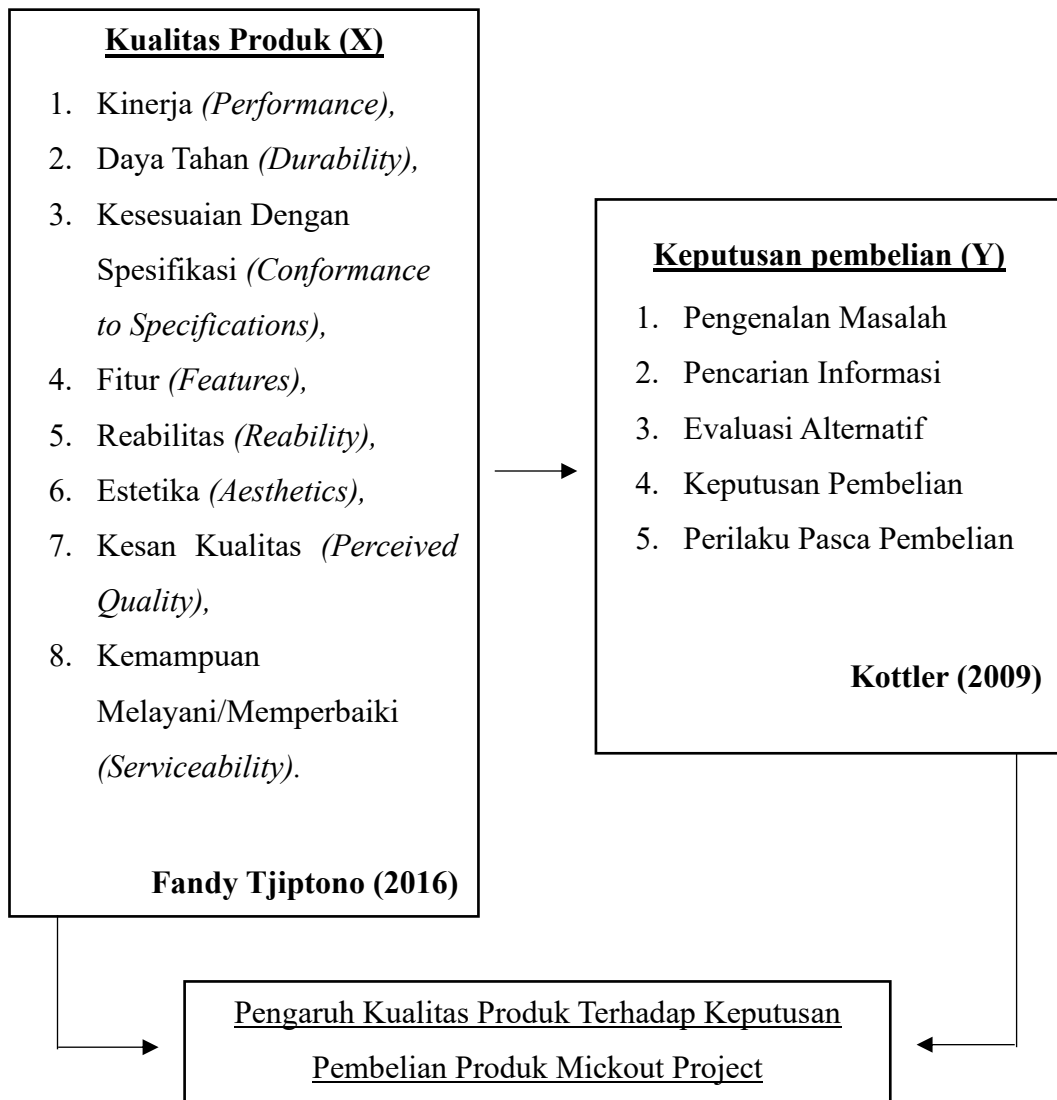 Kualitas Produk (X)
1. Kinerja (Performance),
2. Daya Tahan (Durability),
3. Kesesuaian Dengan
Spesifikasi (Conformance
to Specifications),
4. Fitur (Features),
5. Reabilitas (Reability),
6. Estetika (Aesthetics),
7. Kesan Kualitas (Perceived
Quality),
8. Kemampuan
Melayani/Memperbaiki
(Serviceability).
Fandy Tjiptono (2016)
Keputusan pembelian (Y)
1. Pengenalan Masalah
2. Pencarian Informasi
3. Evaluasi Alternatif
4. Keputusan Pembelian
5. Perilaku Pasca Pembelian
Kottler (2009)
Pengaruh Kualitas Produk Terhadap Keputusan
Pembelian Produk Mickout Project